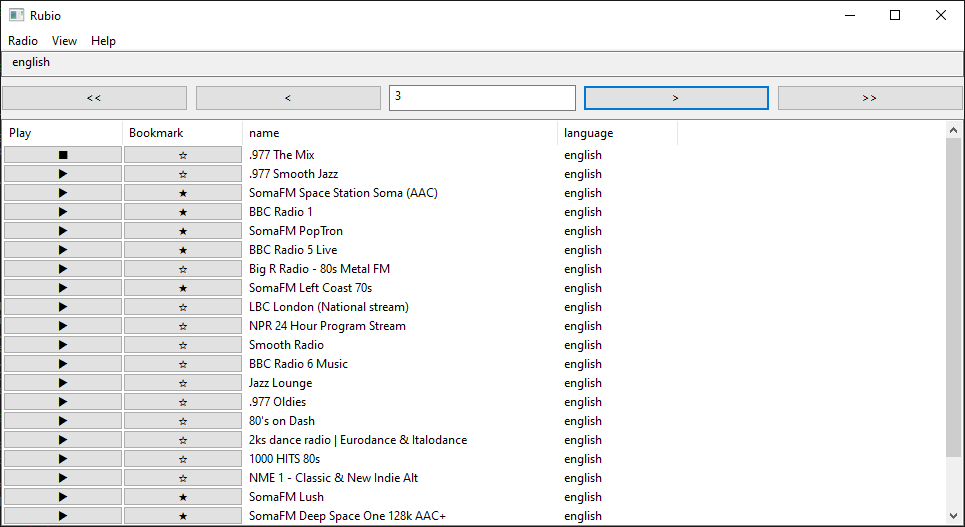 Rubio
Radio View Help
english
<< < 3 > >>
Play Bookmark name language
■ ☆ .977 The Mix english
▶ ☆ .977 Smooth Jazz english
▶ ★ SomaFM Space Station Soma (AAC) english
▶ ★ BBC Radio 1 english
▶ ★ SomaFM PopTron english
▶ ★ BBC Radio 5 Live english
▶ ☆ Big R Radio - 80s Metal FM english
▶ ★ SomaFM Left Coast 70s english
▶ ☆ LBC London (National stream) english
▶ ☆ NPR 24 Hour Program Stream english
▶ ☆ Smooth Radio english
▶ ☆ BBC Radio 6 Music english
▶ ☆ Jazz Lounge english
▶ ☆ .977 Oldies english
▶ ☆ 80's on Dash english
▶ ☆ 2ks dance radio | Eurodance & Italodance english
▶ ☆ 1000 HITS 80s english
▶ ☆ NME 1 - Classic & New Indie Alt english
▶ ★ SomaFM Lush english
▶ ★ SomaFM Deep Space One 128k AAC+ english